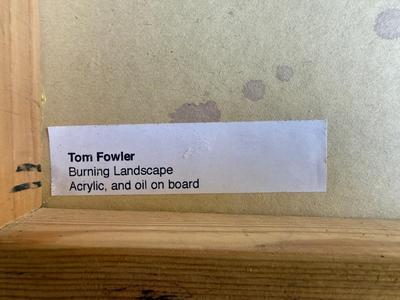 Tom Fowler
Burning Landscape
Acrylic, and oil on board